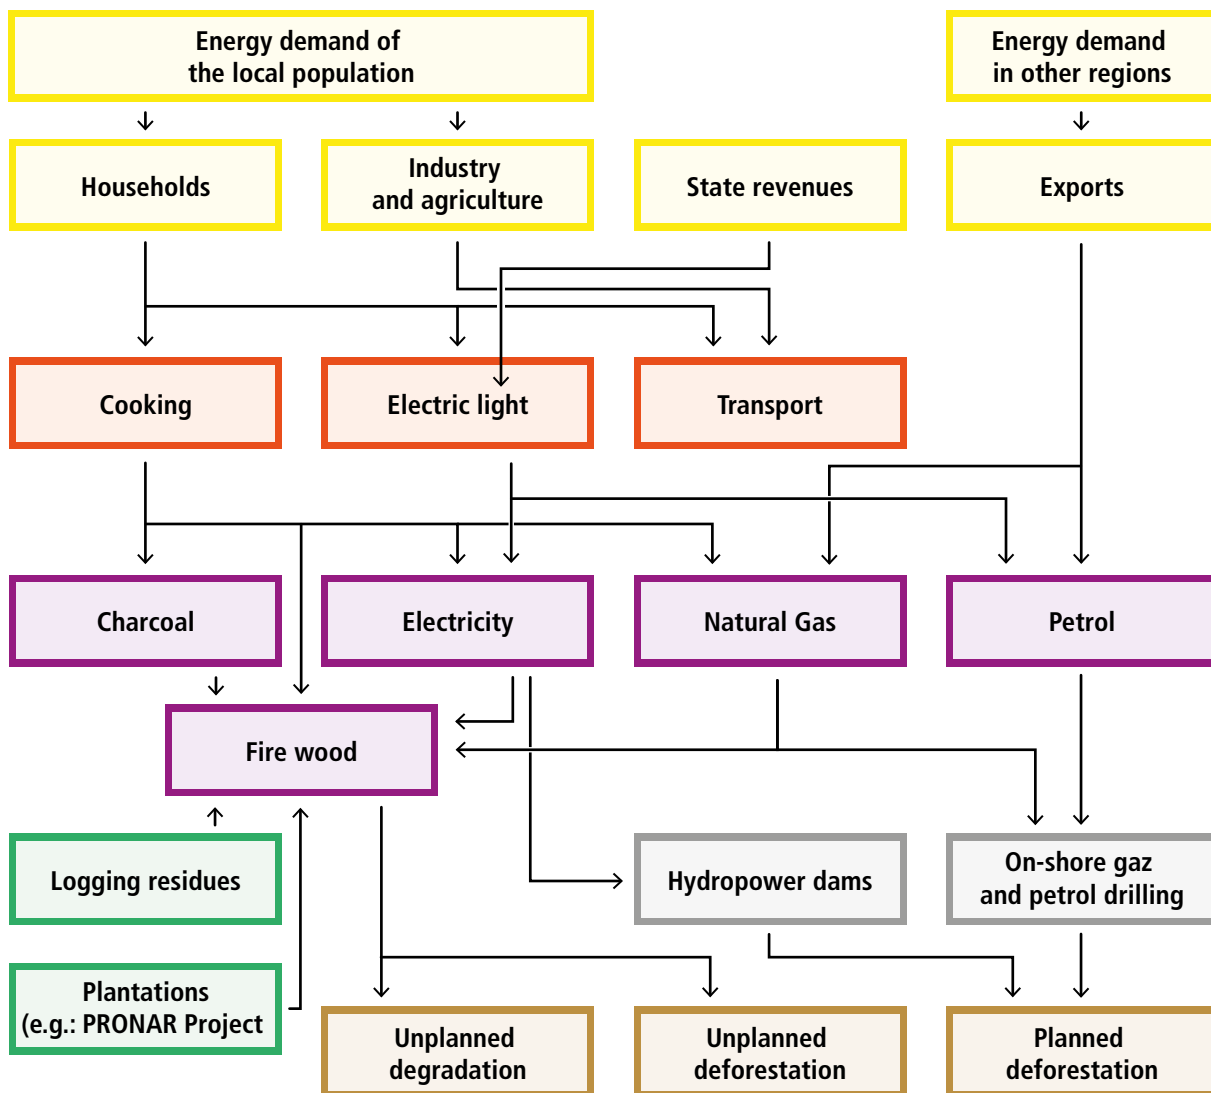 Energy demand of
the local population
Energy demand
in other regions
Households
Industry
and agriculture
State revenues
Exports
Cooking
Electric light
Transport
Charcoal
Electricity
Natural Gas
Petrol
Fire wood
Logging residues
Hydropower dams
On-shore gaz
and petrol drilling
Plantations
(e.g.: PRONAR Project
Unplanned
degradation
Unplanned
deforestation
Planned
deforestation